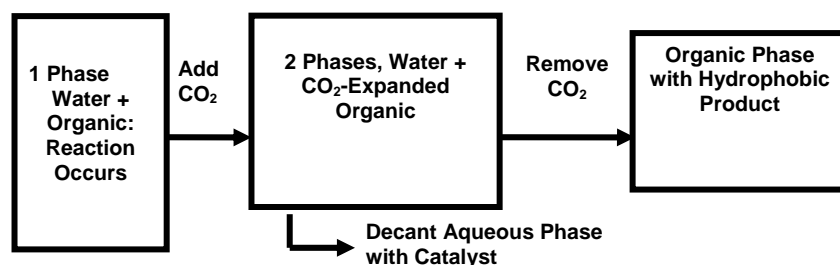 1 Phase
Water +
Organic:
Reaction
Occurs
Add
CO₂
2 Phases, Water +
CO₂-Expanded
Organic
Remove
CO₂
Organic Phase
with Hydrophobic
Product
Decant Aqueous Phase
with Catalyst